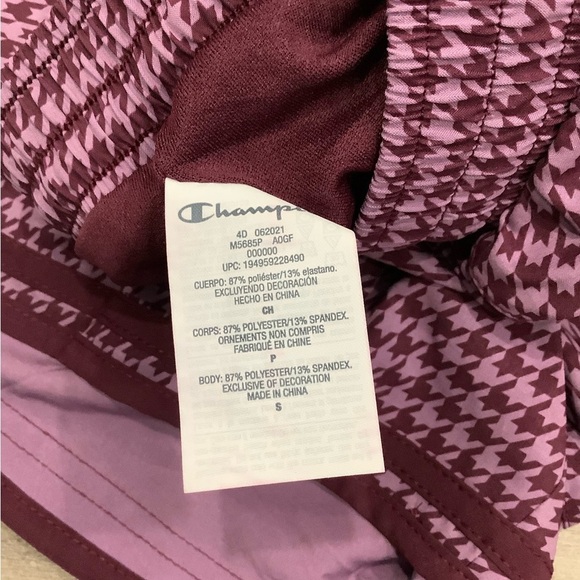 Champ
4D 062021
M5685P A0GF
000000
UPC: 194959228490
CUERPO: 87% poliéster/13% elastano.
EXCLUYENDO DECORACIÓN
HECHO EN CHINA
CH
CORPS: 87% POLYESTER/13% SPANDEX.
ORNEMENTS NON COMPRIS
FABRIQUÉ EN CHINE
P
BODY: 87% POLYESTER/13% SPANDEX.
EXCLUSIVE OF DECORATION
MADE IN CHINA
S